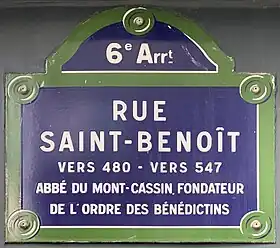 6e Arrt
RUE
SAINT-BENOÎT
VERS 480 - VERS 547
ABBÉ DU MONT-CASSIN, FONDATEUR
DE L'ORDRE DES BÉNÉDICTINS